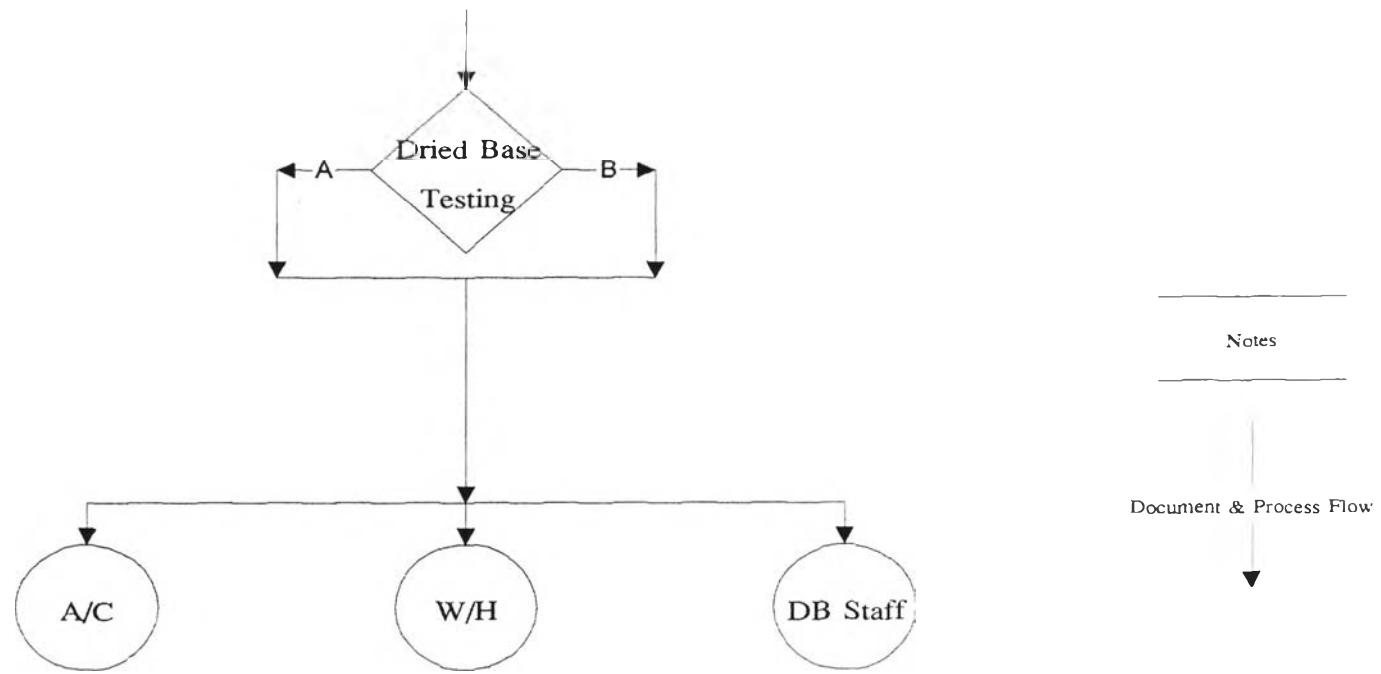 Dried Base
A
B
Testing
Notes
Document & Process Flow
A/C
W/H
DB Staff